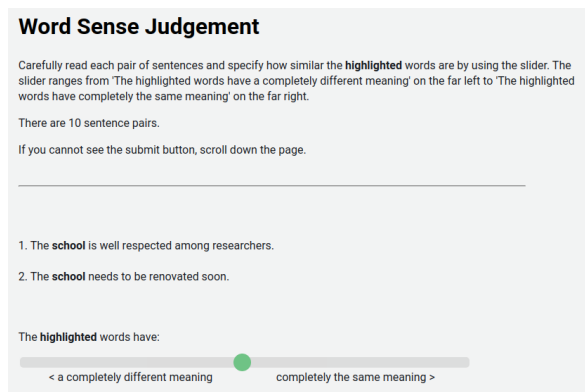 Word Sense Judgement
Carefully read each pair of sentences and specify how similar the highlighted words are by using the slider. The
slider ranges from 'The highlighted words have a completely different meaning' on the far left to 'The highlighted
words have completely the same meaning' on the far right.
There are 10 sentence pairs.
If you cannot see the submit button, scroll down the page.
1. The school is well respected among researchers.
2. The school needs to be renovated soon.
The highlighted words have:
< a completely different meaning completely the same meaning >